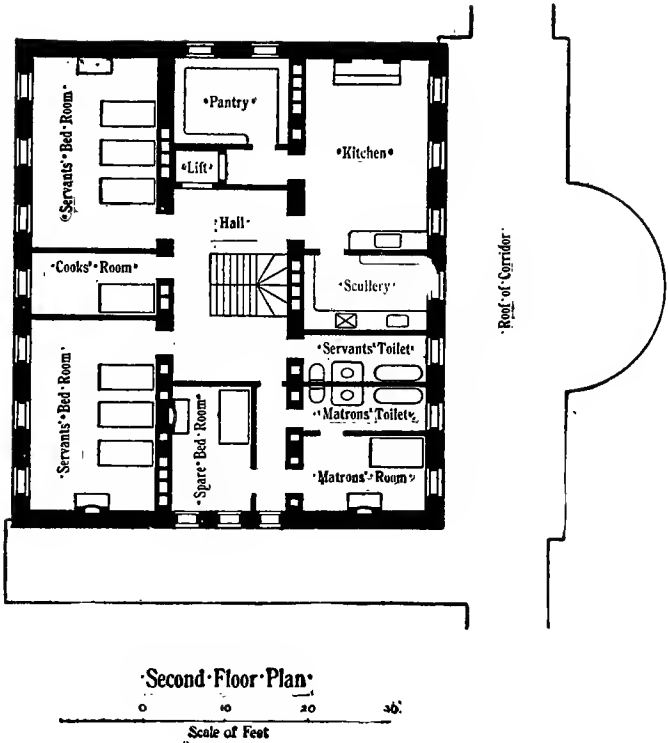 Servants' Bed Room
Pantry
Lift
Kitchen
Hall
Cooks' Room
Scullery
Roof of Corridor
Servants' Bed Room
Spare Bed Room
Servants' Toilet
Matrons' Toilet
Matrons' Room
Second Floor Plan
0 10 20 30
Scale of Feet